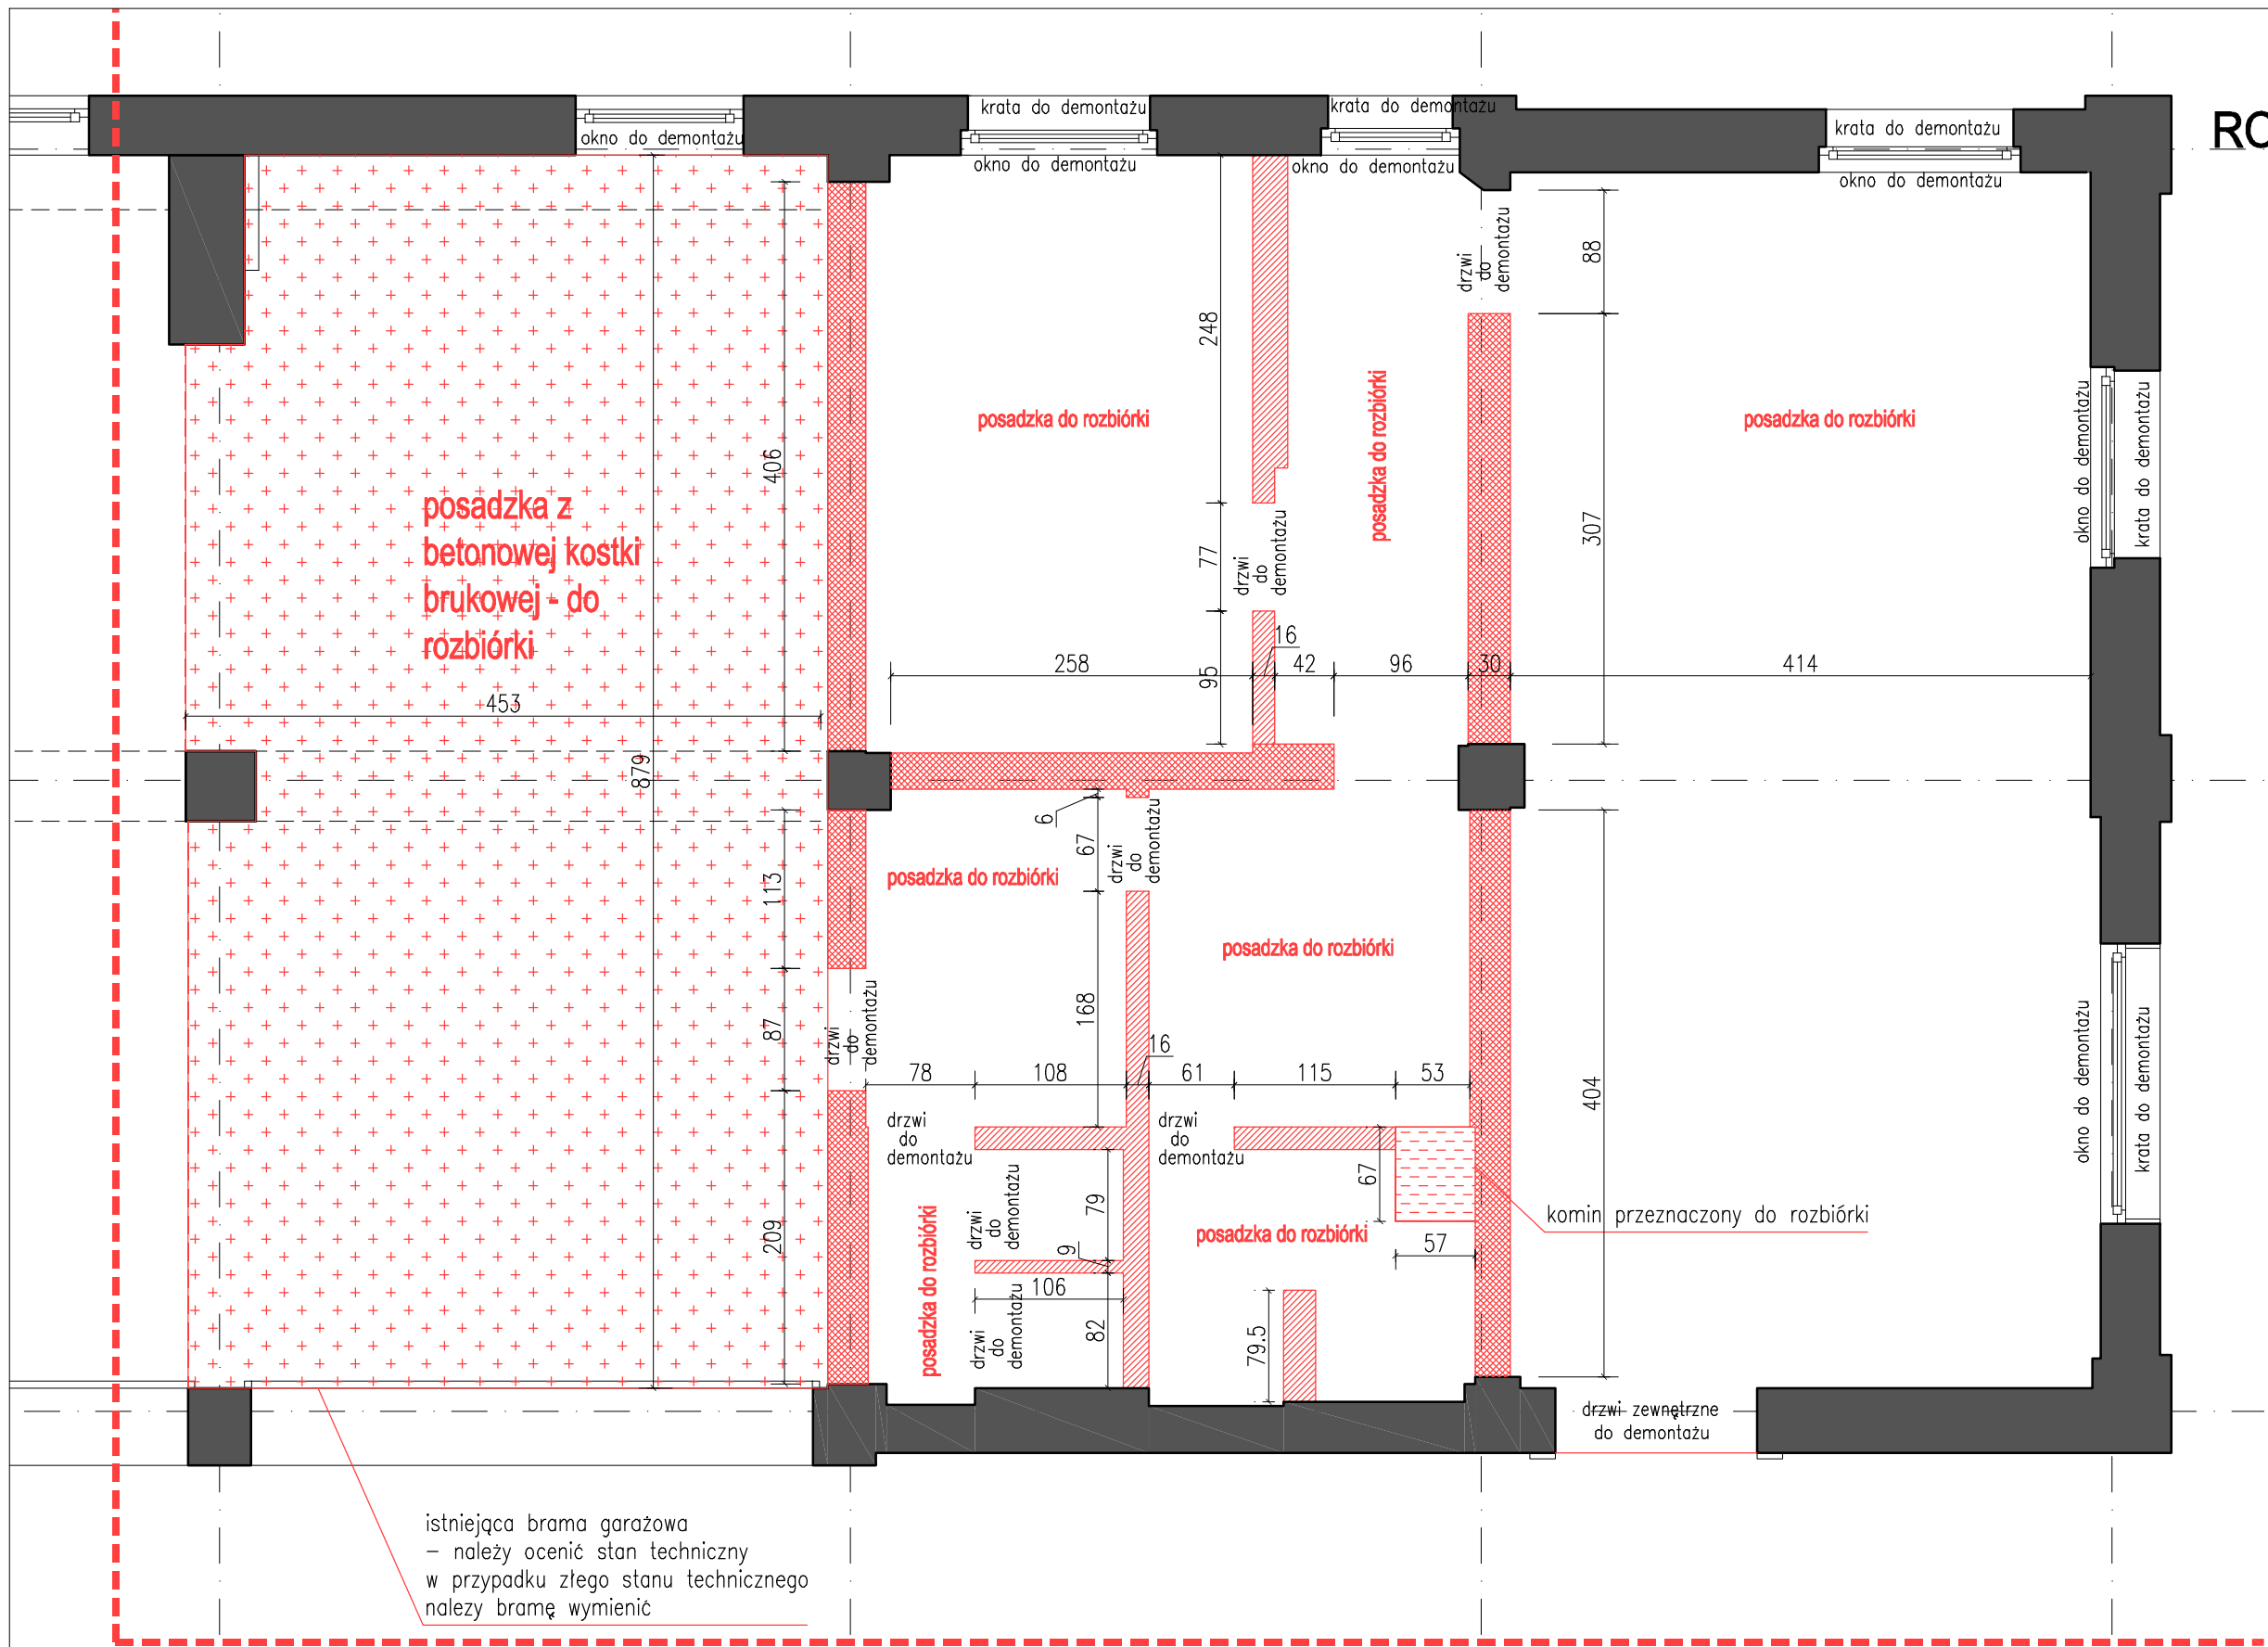 krata do demontażu
krata do demontażu
krata do demontażu
RO
okno do demontażu
okno do demontażu
okno do demontażu
okno do demontażu
drzwi
do
demontażu
88
248
406
307
posadzka do rozbiórki
posadzka do rozbiórki
posadzka do rozbiórki
okno do demontażu
krata do demontażu
posadzka z
betonowej kostki
brukowej - do
rozbiórki
77
drzwi
do
demontażu
16
258
95
42
96
30
414
453
879
6
67
drzwi
do
demontażu
113
posadzka do rozbiórki
posadzka do rozbiórki
168
87
drzwi
do
demontażu
16
78
108
61
115
53
404
okno do demontażu
krata do demontażu
drzwi
do
demontażu
drzwi
do
demontażu
67
79
drzwi
do
demontażu
209
posadzka do rozbiórki
posadzka do rozbiórki
komin przeznaczony do rozbiórki
57
9
106
82
drzwi
do
demontażu
79.5
drzwi zewnętrzne
do demontażu
istniejąca brama garażowa
– należy ocenić stan techniczny
w przypadku złego stanu technicznego
nalezy bramę wymienić